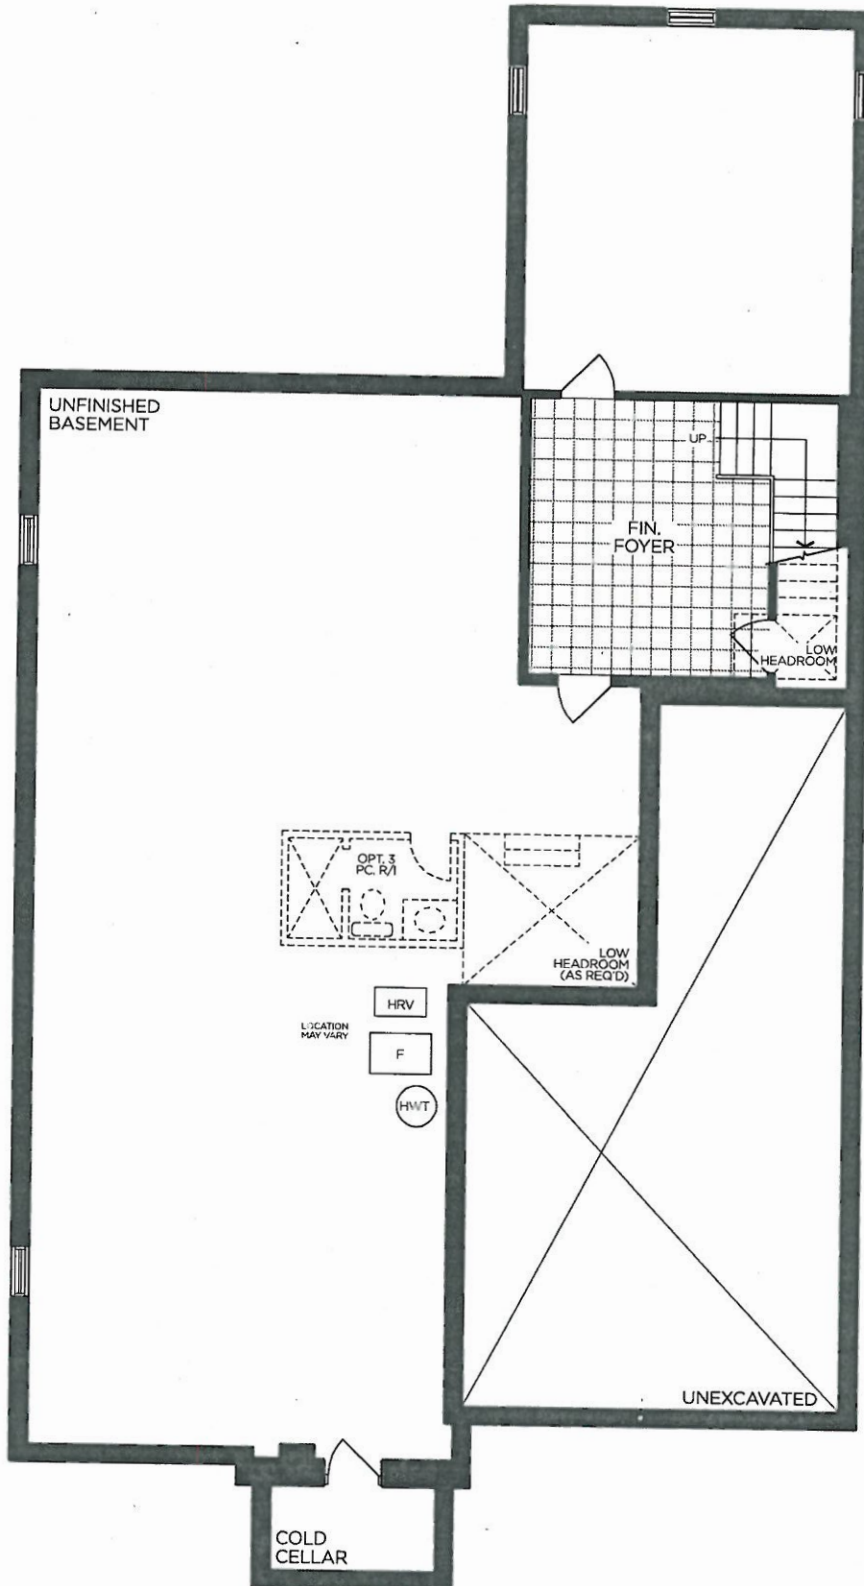 UNFINISHED
BASEMENT
UP
FIN.
FOYER
LOW
HEADROOM
OPT. 3
PC. R/I
LOW
HEADROOM
(AS REQ'D)
HRV
LOCATION
MAY VARY
F
HWT
UNEXCAVATED
COLD
CELLAR